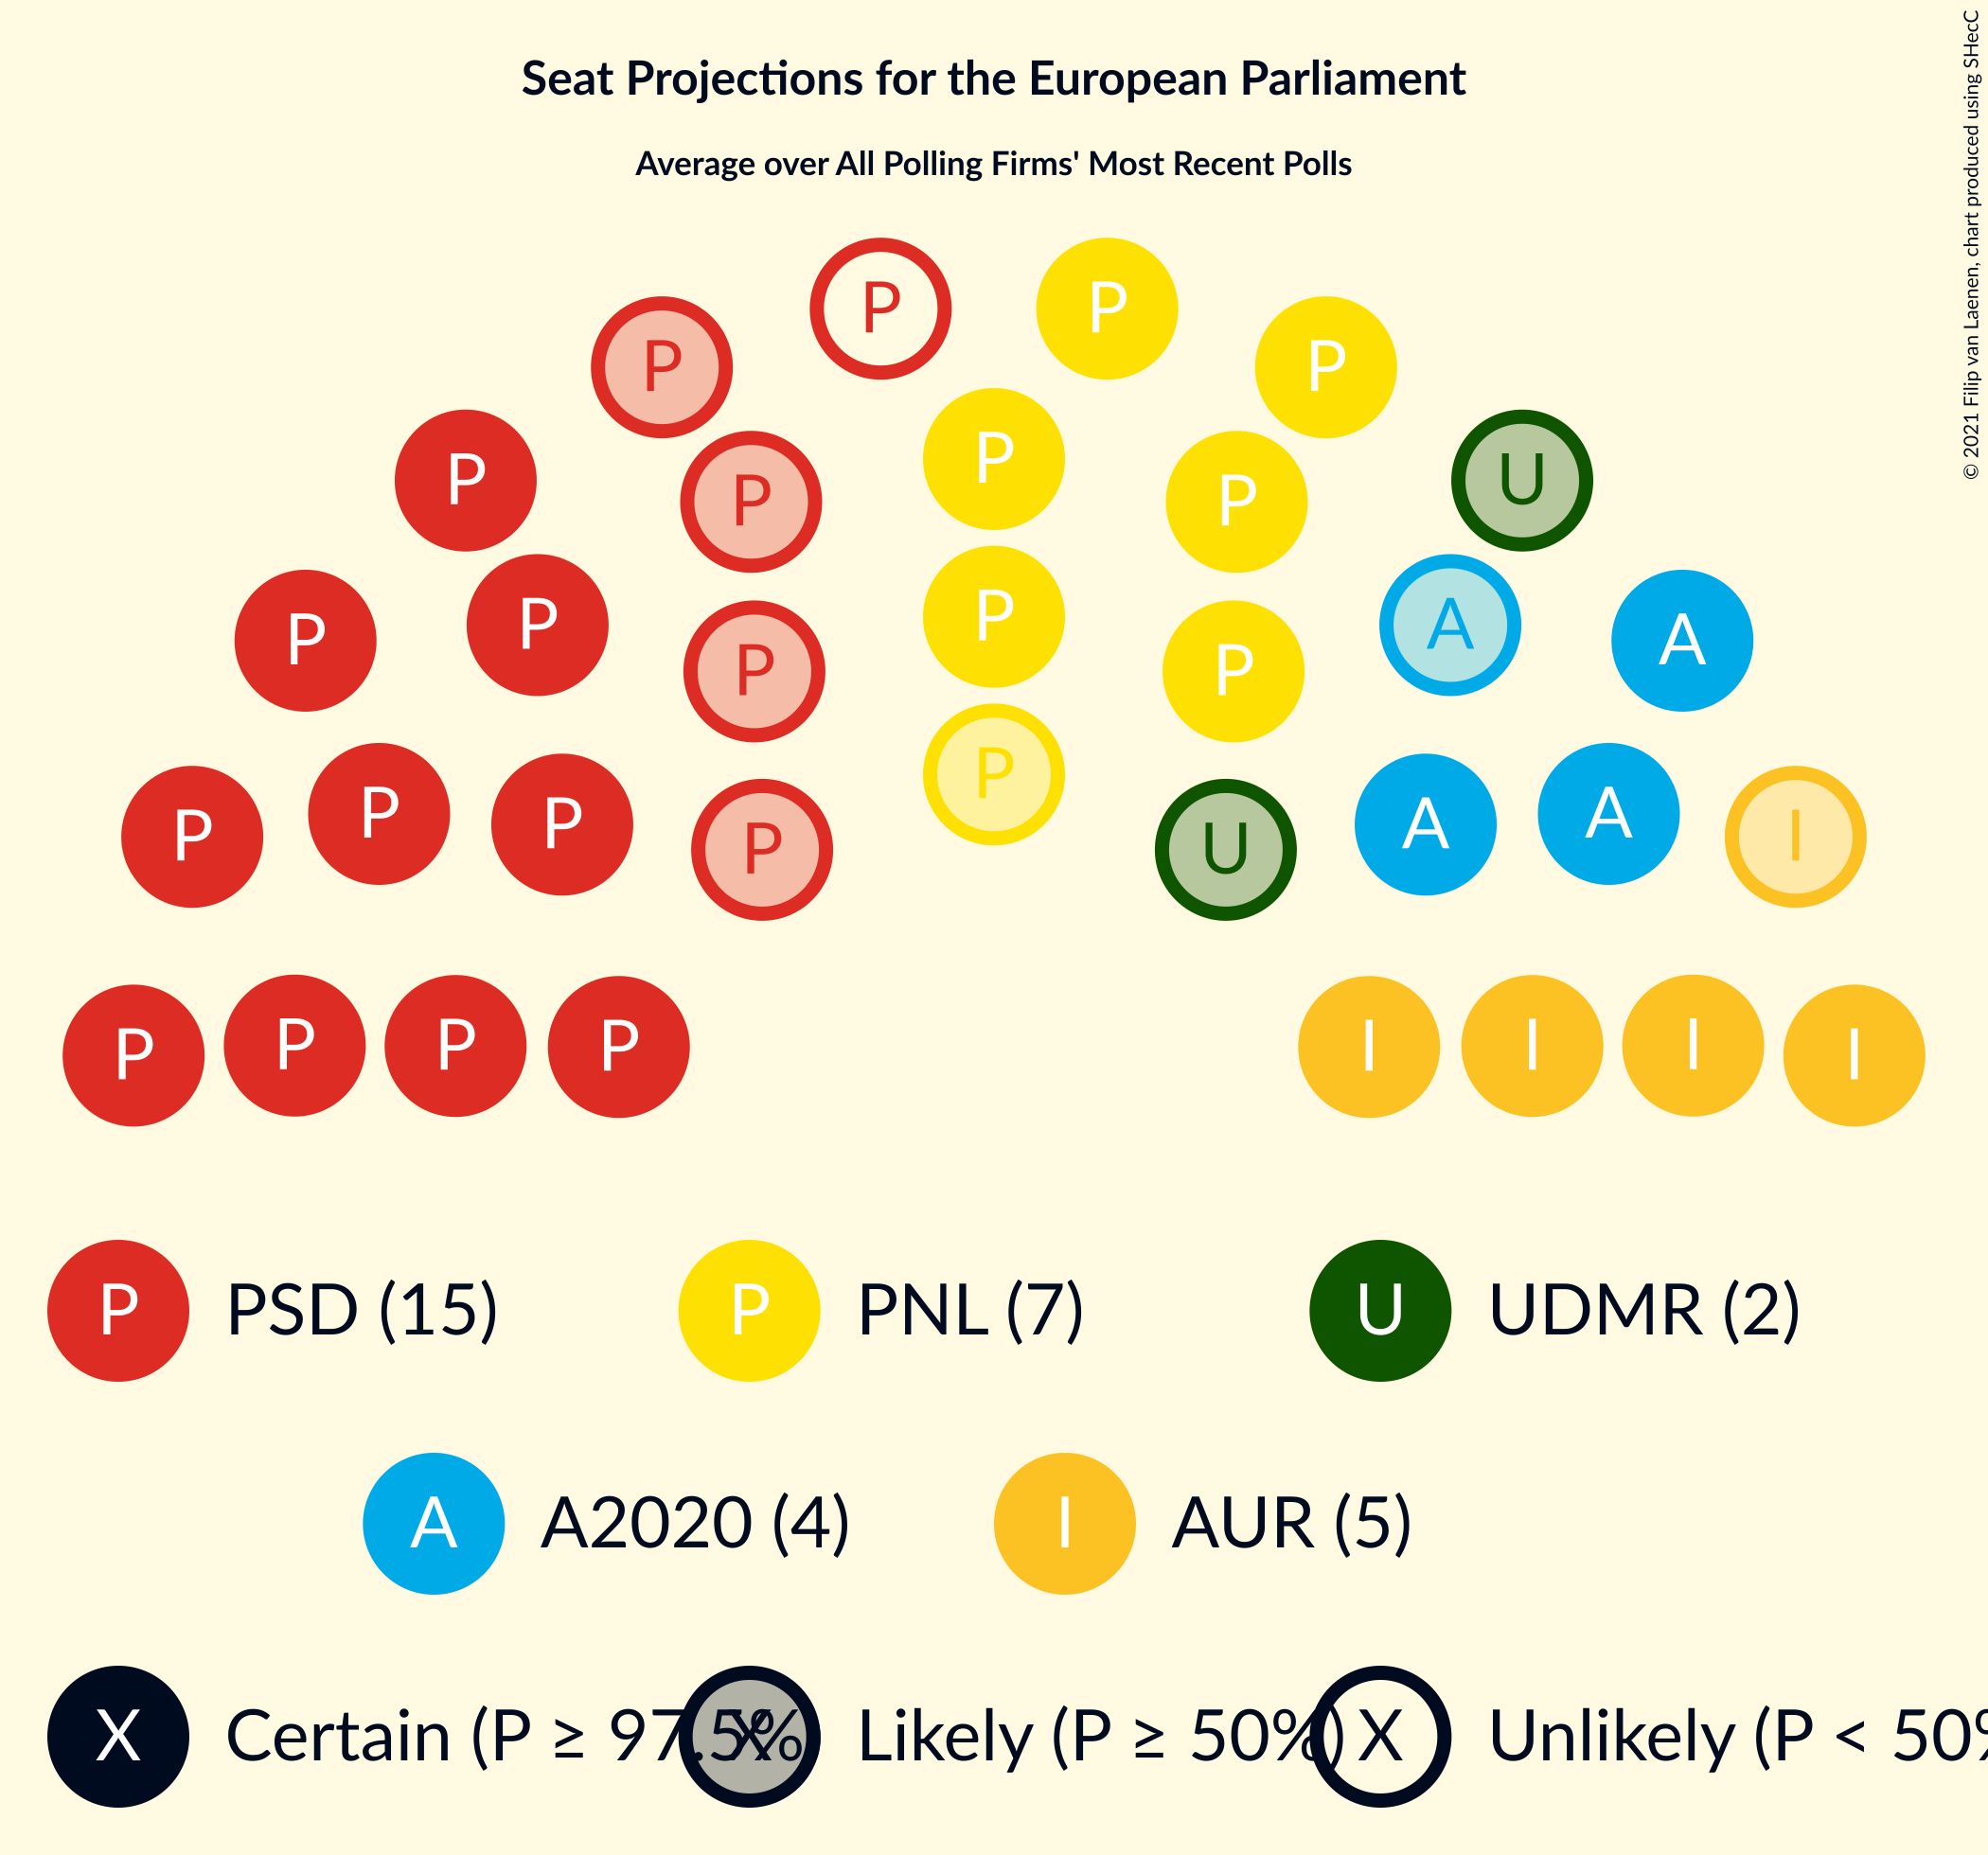 Seat Projections for the European Parliament
Average over All Polling Firms' Most Recent Polls
© 2021 Filip van Laenen, chart produced using SHecC
P P P
P P
P P P U
P P P A A
P P P
P P P P U A A I
P P P P I I I I
P PSD (15) P PNL (7) U UDMR (2)
A A2020 (4) I AUR (5)
X Certain (P ≥ 97.5% X Likely (P ≥ 50%) X Unlikely (P < 50%